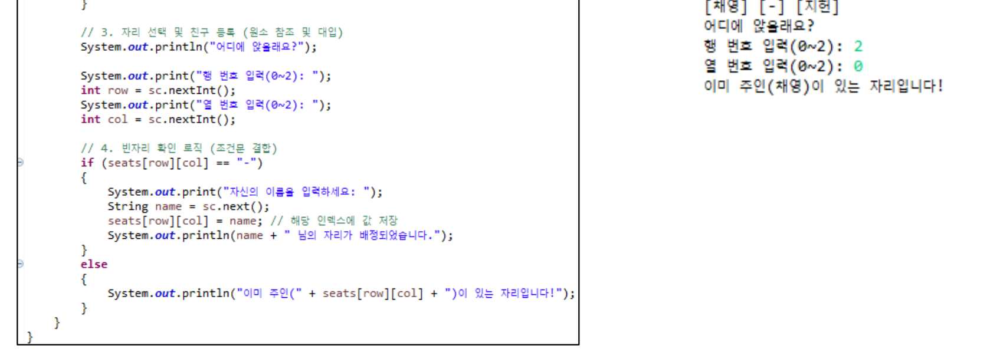 }
// 3. 자리 선택 및 친구 등록 (원소 참조 및 대입)
System.out.println("어디에 앉을래요?");
System.out.print("행 번호 입력(0~2): ");
int row = sc.nextInt();
System.out.print("열 번호 입력(0~2): ");
int col = sc.nextInt();
// 4. 빈자리 확인 로직 (조건문 결합)
if (seats[row][col] == "-")
{
System.out.print("자신의 이름을 입력하세요: ");
String name = sc.next();
seats[row][col] = name; // 해당 인덱스에 값 저장
System.out.println(name + " 님의 자리가 배정되었습니다.");
}
else
{
System.out.println("이미 주인(" + seats[row][col] + ")이 있는 자리입니다!");
}
}
}
[채영] [-] [지헌]
어디에 앉을래요?
행 번호 입력(0~2): 2
열 번호 입력(0~2): 0
이미 주인(채영)이 있는 자리입니다!